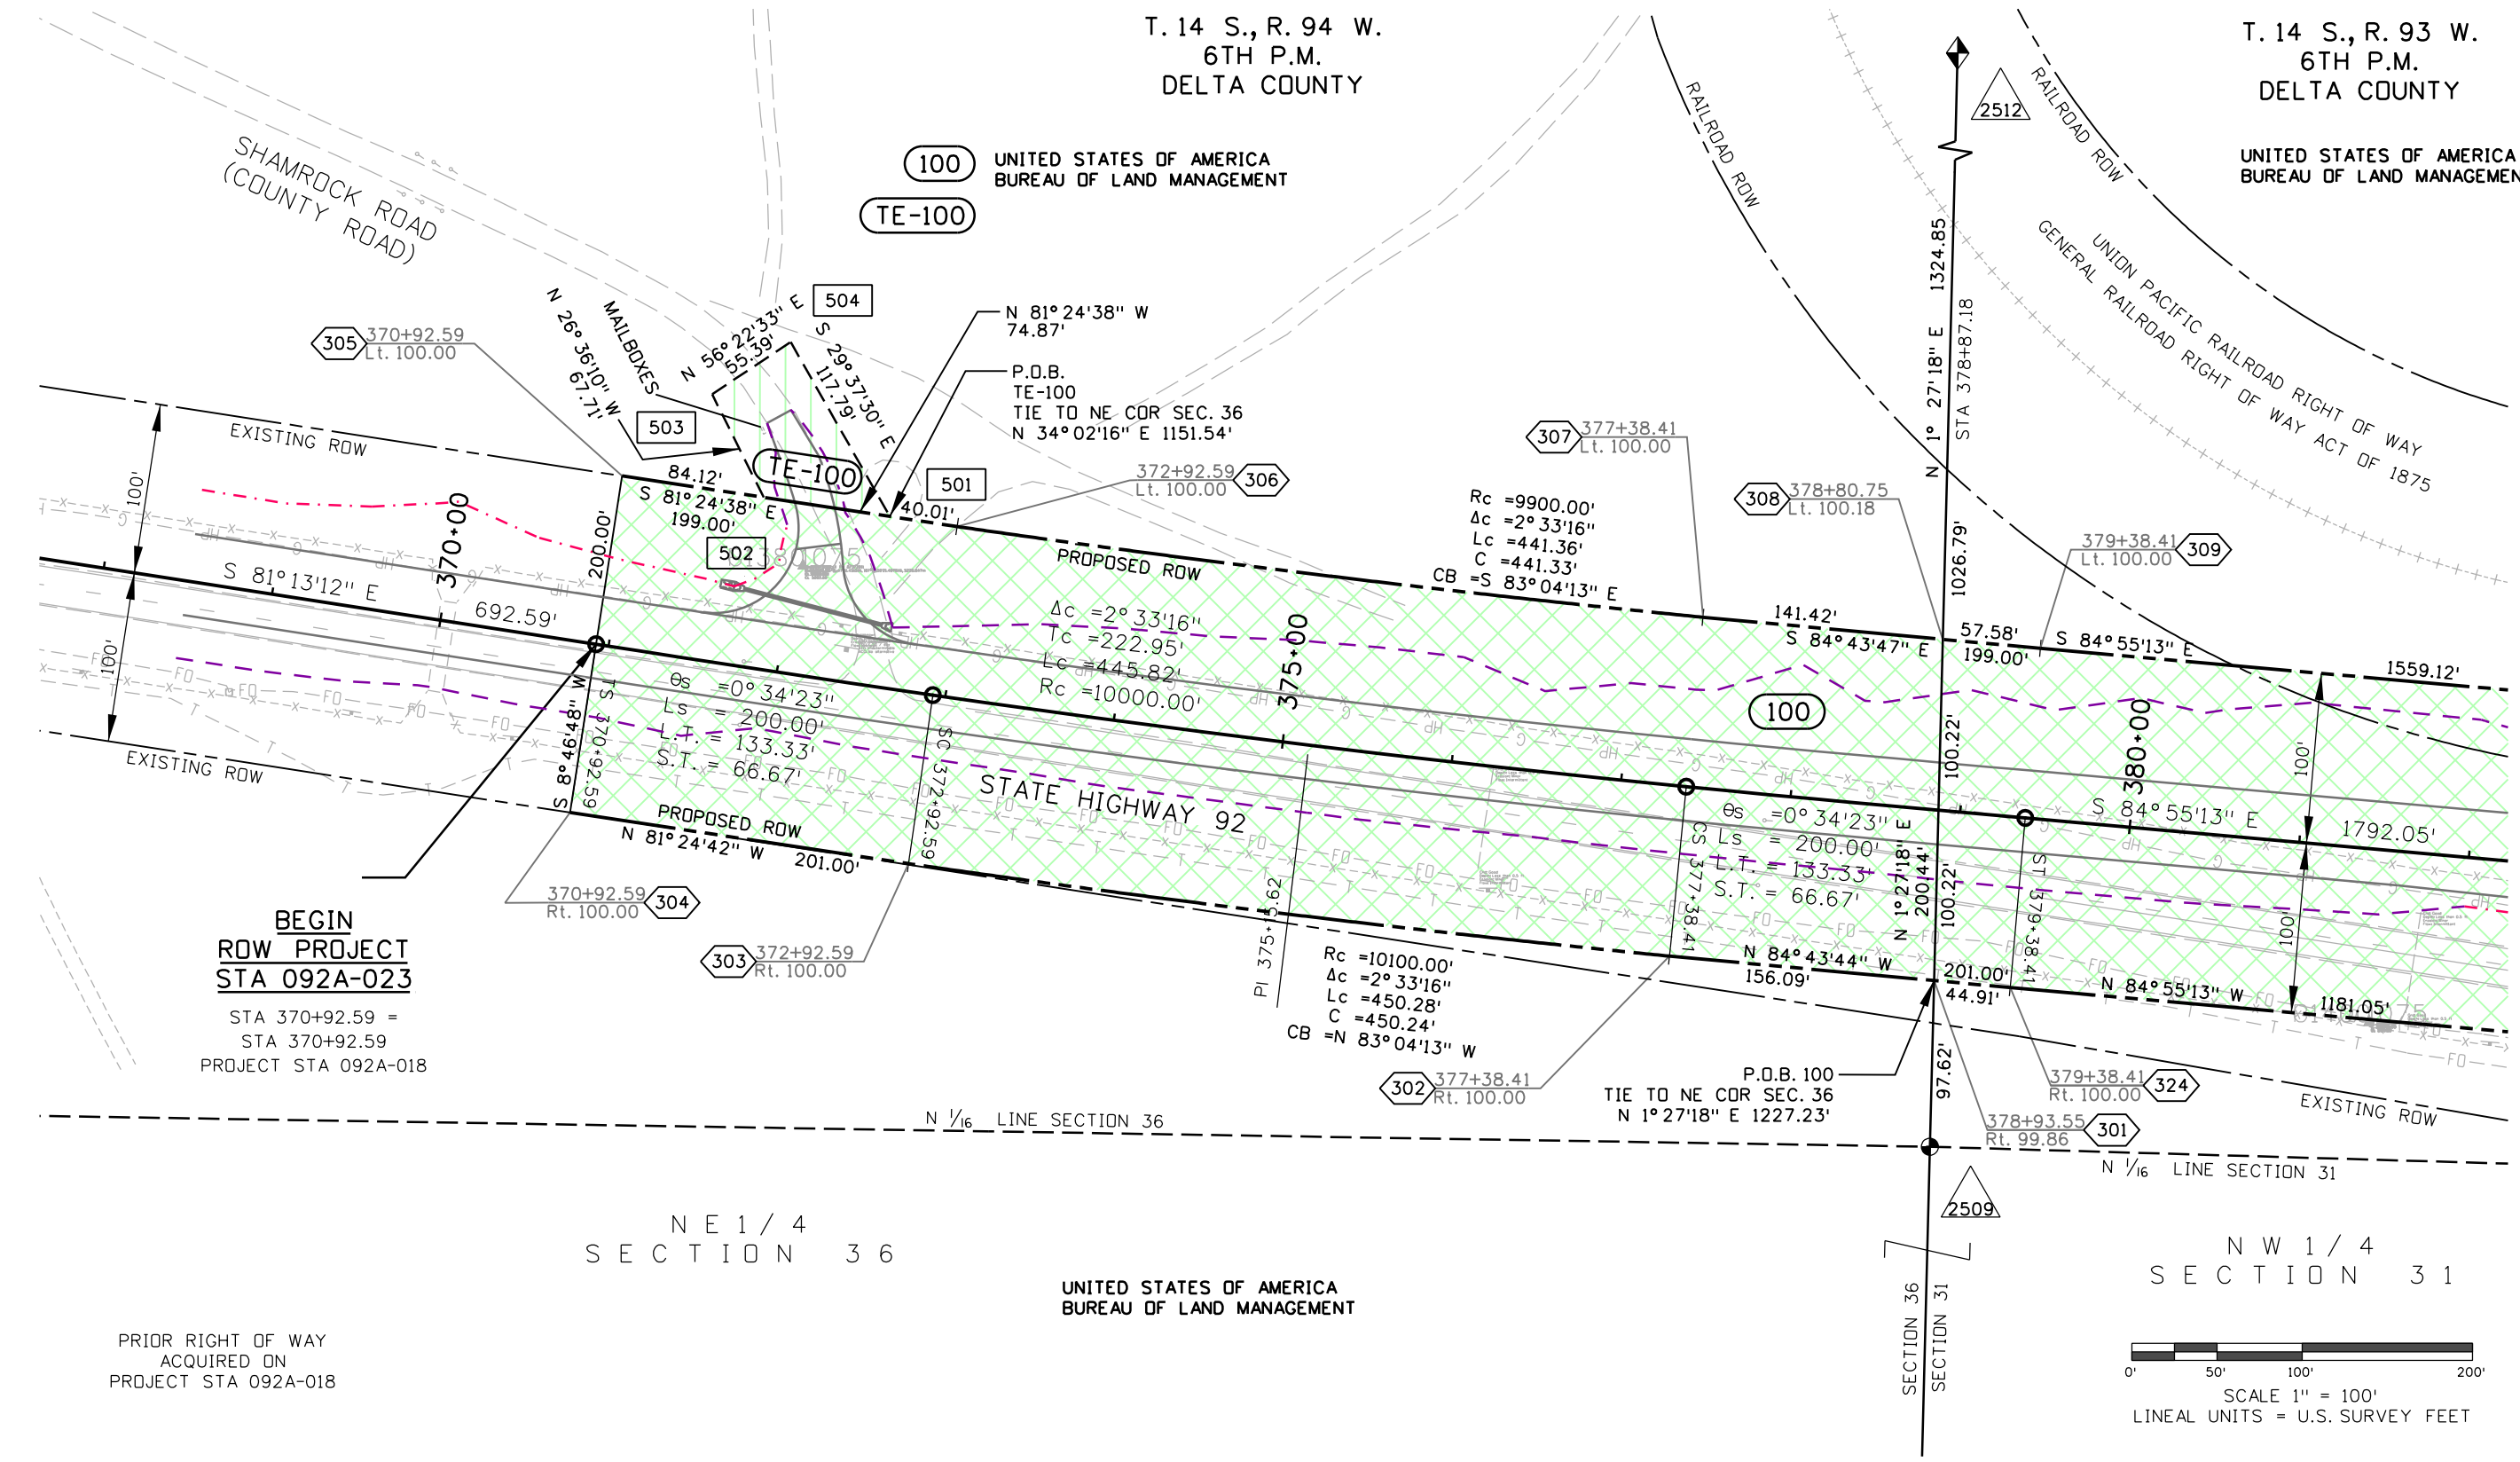 T. 14 S., R. 94 W.
6TH P.M.
DELTA COUNTY
T. 14 S., R. 93 W.
6TH P.M.
DELTA COUNTY
2512
RAILROAD ROW
RAILROAD ROW
100
UNITED STATES OF AMERICA
BUREAU OF LAND MANAGEMENT
TE-100
UNITED STATES OF AMERICA
BUREAU OF LAND MANAGEMEN
SHAMROCK ROAD
(COUNTY ROAD)
UNION PACIFIC RAILROAD RIGHT OF WAY
GENERAL RAILROAD RIGHT OF WAY ACT OF 1875
N 1° 27'18" E 1324.85
STA 378+87.18
1026.79'
504
N 56° 22'33" E
55.39'
S 29° 37'30" E
117.79'
MAILBOXES
N 26° 36'10" W
67.71'
503
N 81° 24'38" W
74.87'
P.O.B.
TE-100
TIE TO NE COR SEC. 36
N 34° 02'16" E 1151.54'
305
370+92.59
Lt. 100.00
307
377+38.41
Lt. 100.00
372+92.59
Lt. 100.00
306
308
378+80.75
Lt. 100.18
379+38.41
Lt. 100.00
309
501
502
TE-100
84.12'
S 81° 24'38" E
199.00'
40.01'
EXISTING ROW
PROPOSED ROW
Rc =9900.00'
Δc =2° 33'16"
Lc =441.36'
C =441.33'
CB =S 83° 04'13" E
141.42'
S 84° 43'47" E
57.58'
199.00'
S 84° 55'13" E
1559.12'
100'
100'
370+00
S 81° 13'12" E
692.59'
200.00'
S 8° 46'48" W
TS 370+92.59
Δc =2° 33'16"
Tc =222.95'
Lc =445.82'
Rc =10000.00'
375+00
100
380+00
θs =0° 34'23"
Ls = 200.00'
L.T. = 133.33'
S.T. = 66.67'
SC 372+92.59
STATE HIGHWAY 92
PI 375+15.62
θs =0° 34'23"
Ls = 200.00'
L.T. = 133.33'
S.T. = 66.67'
CS 377+38.41
N 1° 27'18" E
200.44'
100.22'
100.22'
ST 379+38.41
S 84° 55'13" E
1792.05'
100'
100'
EXISTING ROW
PROPOSED ROW
N 81° 24'42" W 201.00'
370+92.59
Rt. 100.00
304
303
372+92.59
Rt. 100.00
BEGIN
ROW PROJECT
STA 092A-023
STA 370+92.59 =
STA 370+92.59
PROJECT STA 092A-018
Rc =10100.00'
Δc =2° 33'16"
Lc =450.28'
C =450.24'
CB =N 83° 04'13" W
N 84° 43'44" W
156.09'
201.00'
44.91'
N 84° 55'13" W
1181.05'
97.62'
302
377+38.41
Rt. 100.00
P.O.B. 100
TIE TO NE COR SEC. 36
N 1° 27'18" E 1227.23'
379+38.41
Rt. 100.00
324
378+93.55
Rt. 99.86
301
EXISTING ROW
N 1/16 LINE SECTION 36
N 1/16 LINE SECTION 31
2509
NE1/4
SECTION 36
NW1/4
SECTION 31
UNITED STATES OF AMERICA
BUREAU OF LAND MANAGEMENT
SECTION 36
SECTION 31
PRIOR RIGHT OF WAY
ACQUIRED ON
PROJECT STA 092A-018
0' 50' 100' 200'
SCALE 1" = 100'
LINEAL UNITS = U.S. SURVEY FEET